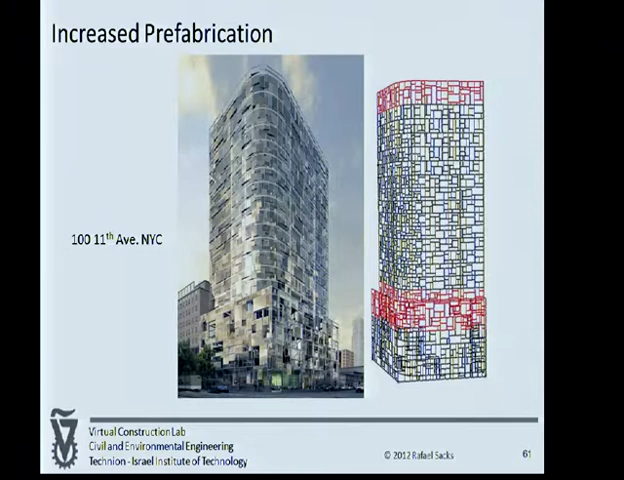 Increased Prefabrication
100 11th Ave. NYC
Virtual Construction Lab
Civil and Environmental Engineering
Technion - Israel Institute of Technology
© 2012 Rafael Sacks
61